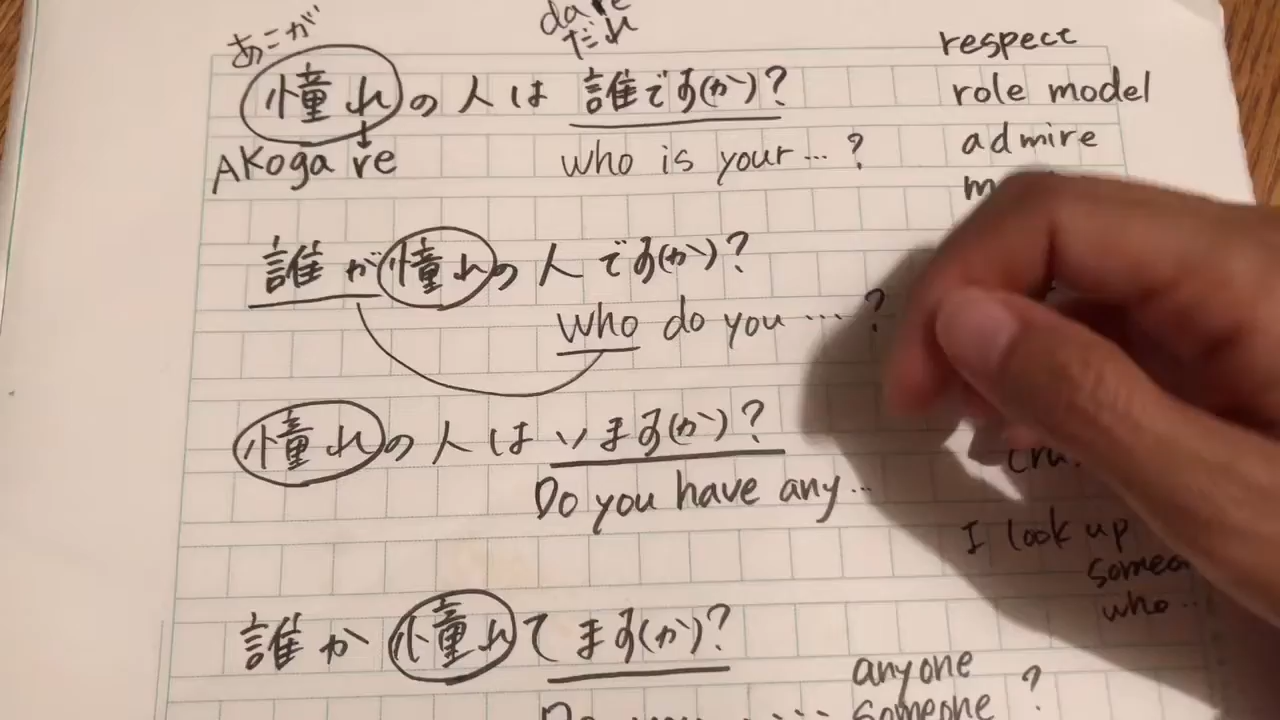 あこが
dare
だれ
憧れの人は 誰です(か)?
Akoga re
who is your ... ?
誰が憧れの人です(か)?
who do you ... ?
憧れの人はいます(か)?
Do you have any...
誰か憧れてます(か)?
anyone
someone ?
respect
role model
admire
I look up
who...